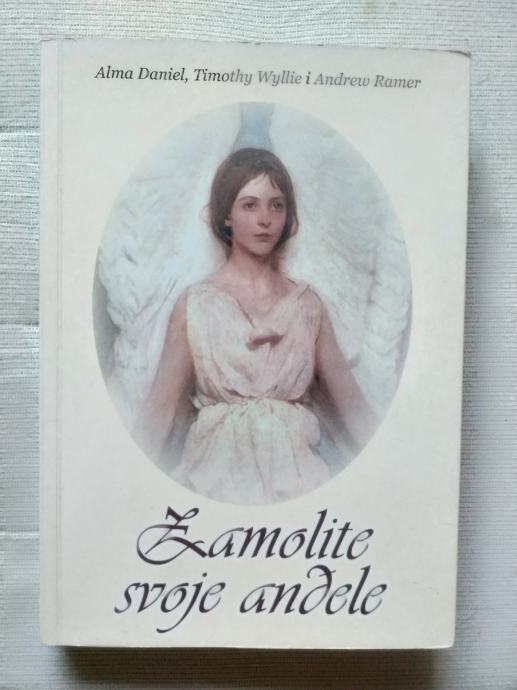 Alma Daniel, Timothy Wyllie i Andrew Ramer
Zamolite
svoje anđele